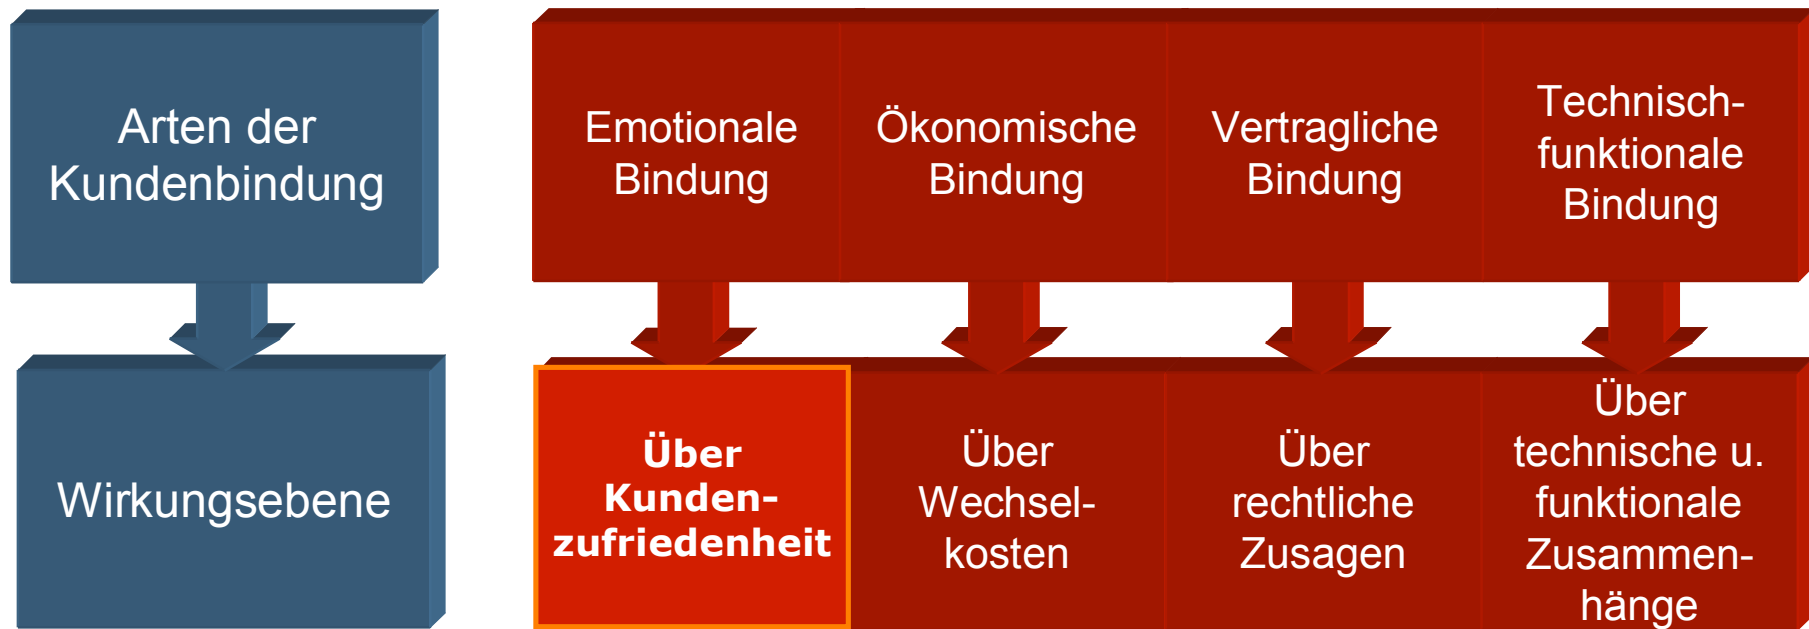 Arten der
Kundenbindung
Emotionale
Bindung
Ökonomische
Bindung
Vertragliche
Bindung
Technisch-
funktionale
Bindung
Wirkungsebene
Über
Kunden-
zufriedenheit
Über
Wechsel-
kosten
Über
rechtliche
Zusagen
Über
technische u.
funktionale
Zusammen-
hänge